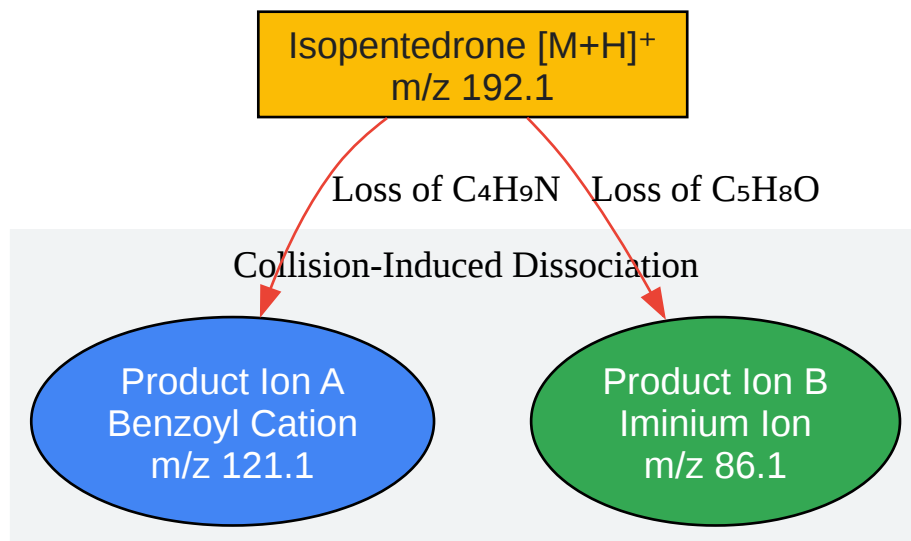 Isopentedrone [M+H]⁺
m/z 192.1
Loss of C₄H₉N
Loss of C₅H₈O
Collision-Induced Dissociation
Product Ion A
Benzoyl Cation
m/z 121.1
Product Ion B
Iminium Ion
m/z 86.1